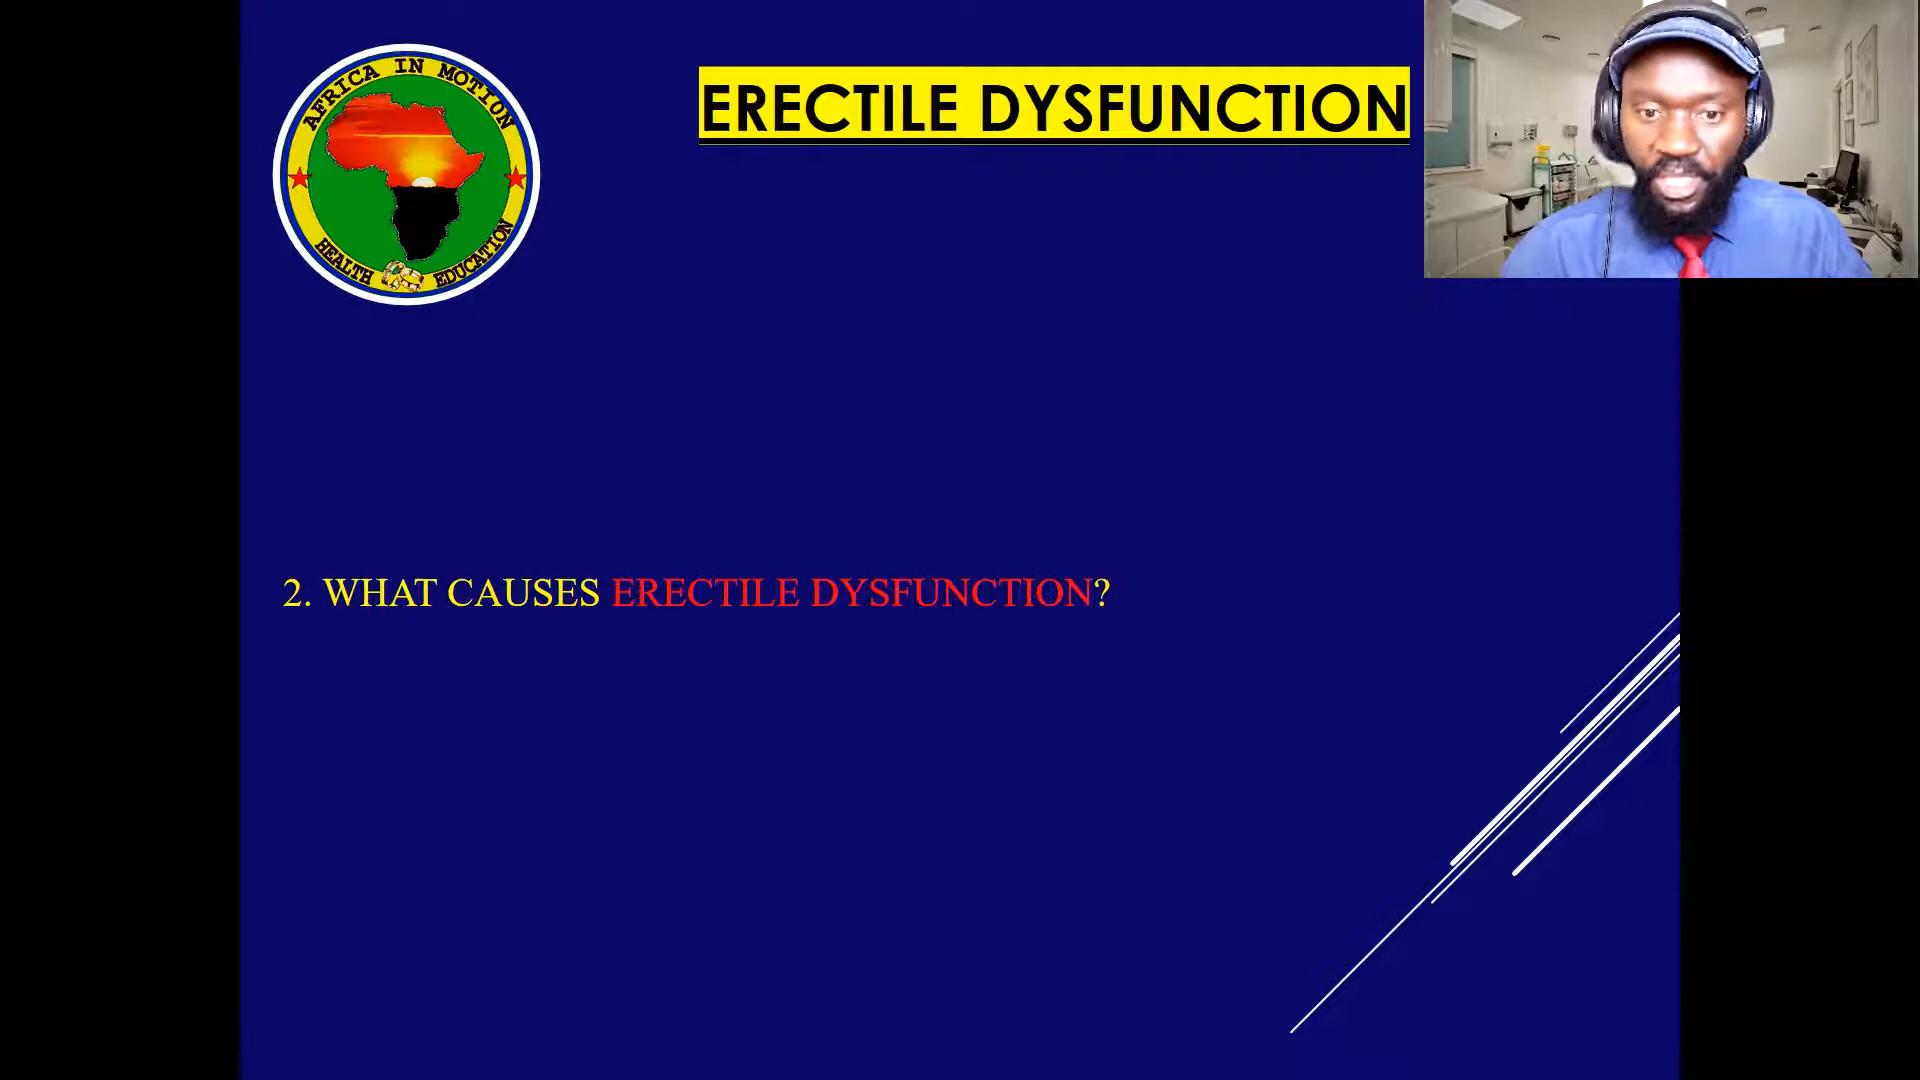 AFRICA IN MOTION
HEALTH EDUCATION
ERECTILE DYSFUNCTION
2. WHAT CAUSES ERECTILE DYSFUNCTION?